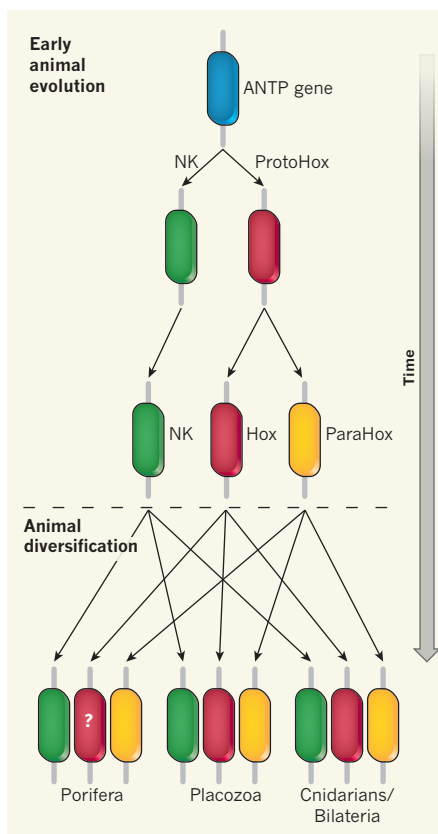 Early
animal
evolution
ANTP gene
NK
ProtoHox
Time
NK
Hox
ParaHox
Animal
diversification
?
Porifera
Placozoa
Cnidarians/
Bilateria